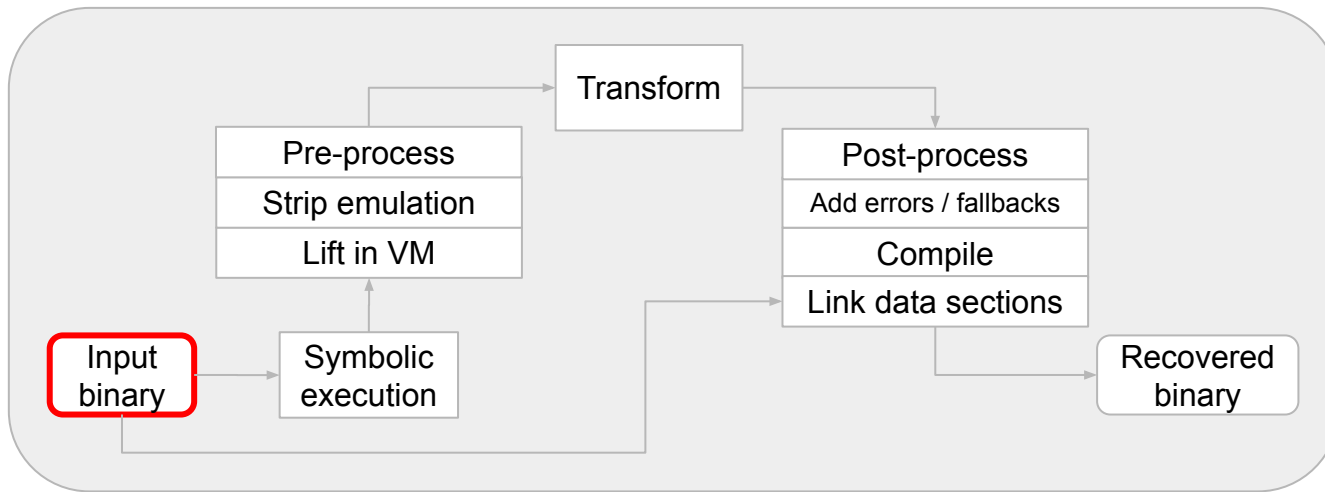 Transform
Pre-process
Strip emulation
Lift in VM
Post-process
Add errors / fallbacks
Compile
Link data sections
Input
binary
Symbolic
execution
Recovered
binary